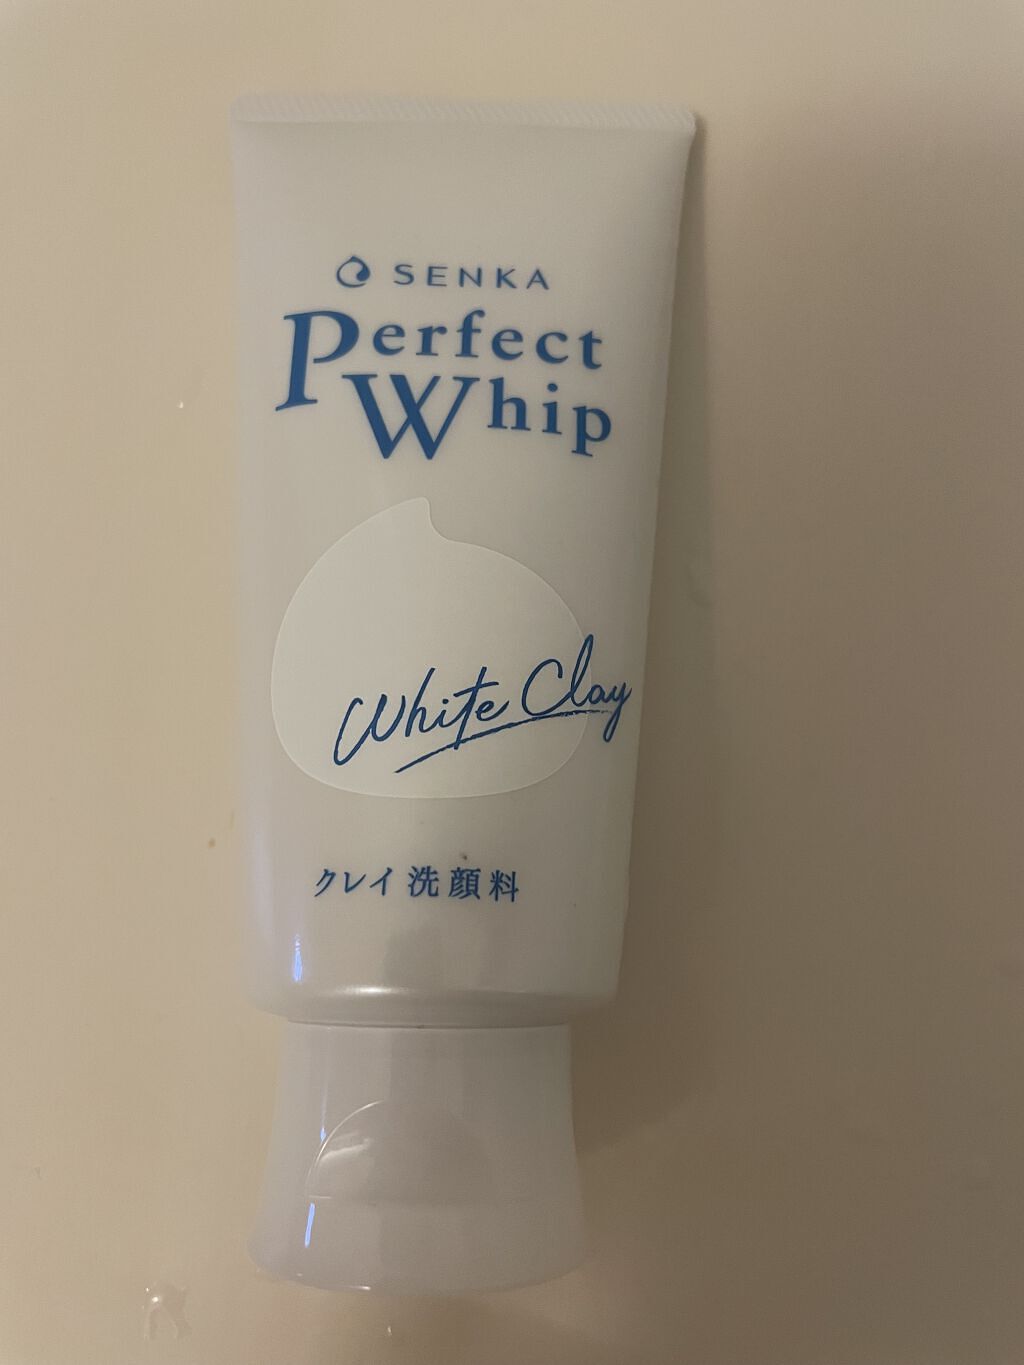 SENKA
Perfect
Whip
White Clay
クレイ洗顔料